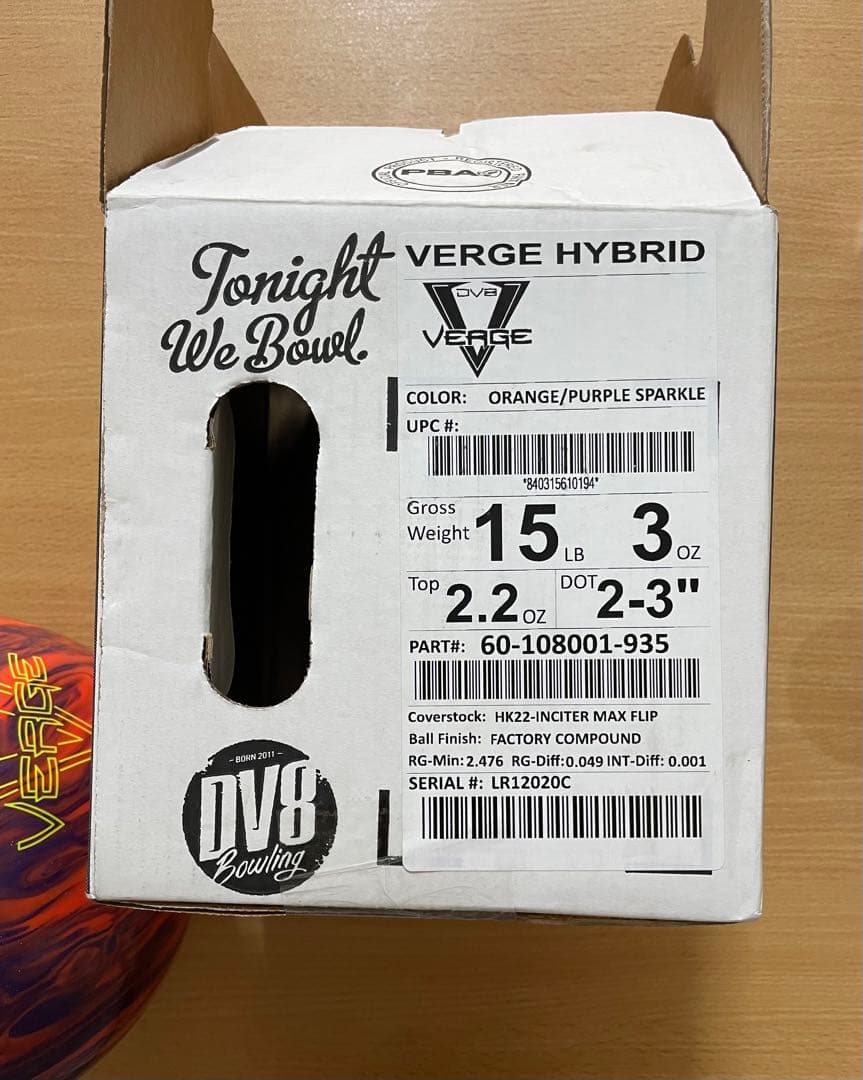 PBA
Tonight
We Bowl.
VERGE HYBRID
DV8
VERGE
COLOR: ORANGE/PURPLE SPARKLE
UPC #:
*840315610194*
Gross
Weight 15 LB 3 OZ
Top 2.2 OZ DOT 2-3"
PART#: 60-108001-935
Coverstock: HK22-INCITER MAX FLIP
Ball Finish: FACTORY COMPOUND
RG-Min: 2.476 RG-Diff: 0.049 INT-Diff: 0.001
SERIAL #: LR12020C
– BORN 2011 –
DV8
Bowling
VERGE